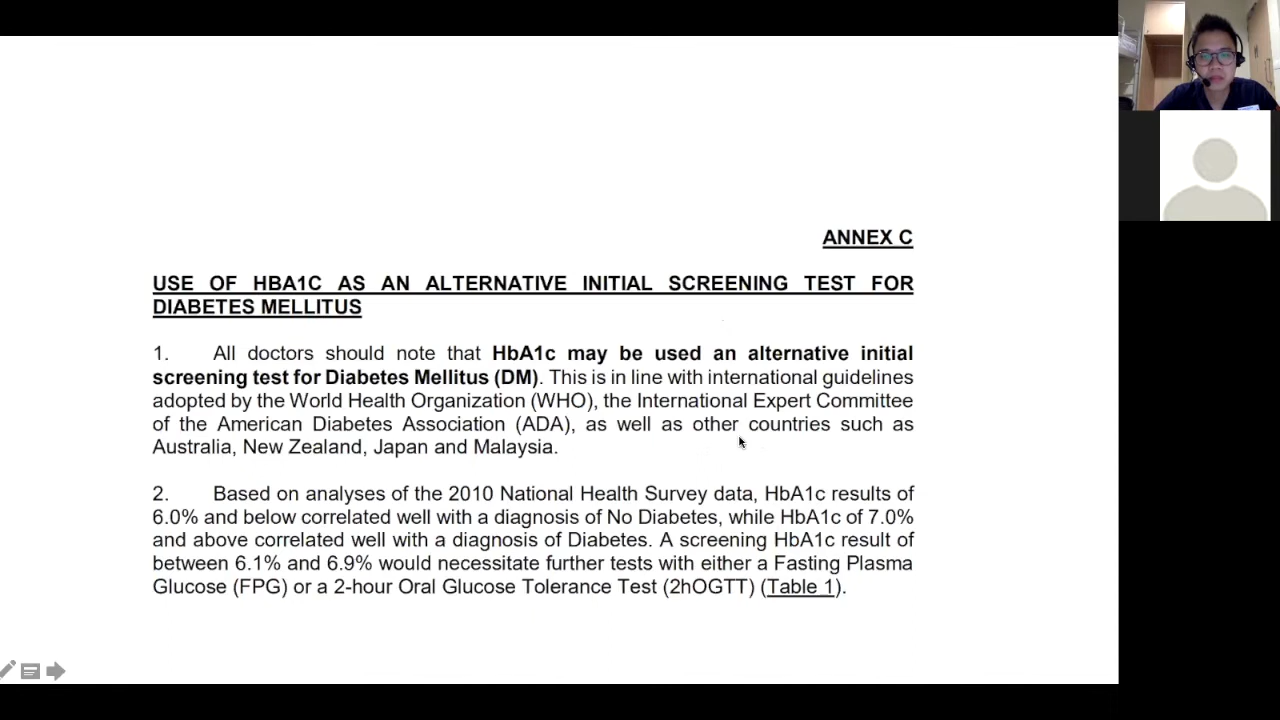 ANNEX C
USE OF HBA1C AS AN ALTERNATIVE INITIAL SCREENING TEST FOR
DIABETES MELLITUS
1. All doctors should note that HbA1c may be used an alternative initial
screening test for Diabetes Mellitus (DM). This is in line with international guidelines
adopted by the World Health Organization (WHO), the International Expert Committee
of the American Diabetes Association (ADA), as well as other countries such as
Australia, New Zealand, Japan and Malaysia.
2. Based on analyses of the 2010 National Health Survey data, HbA1c results of
6.0% and below correlated well with a diagnosis of No Diabetes, while HbA1c of 7.0%
and above correlated well with a diagnosis of Diabetes. A screening HbA1c result of
between 6.1% and 6.9% would necessitate further tests with either a Fasting Plasma
Glucose (FPG) or a 2-hour Oral Glucose Tolerance Test (2hOGTT) (Table 1).